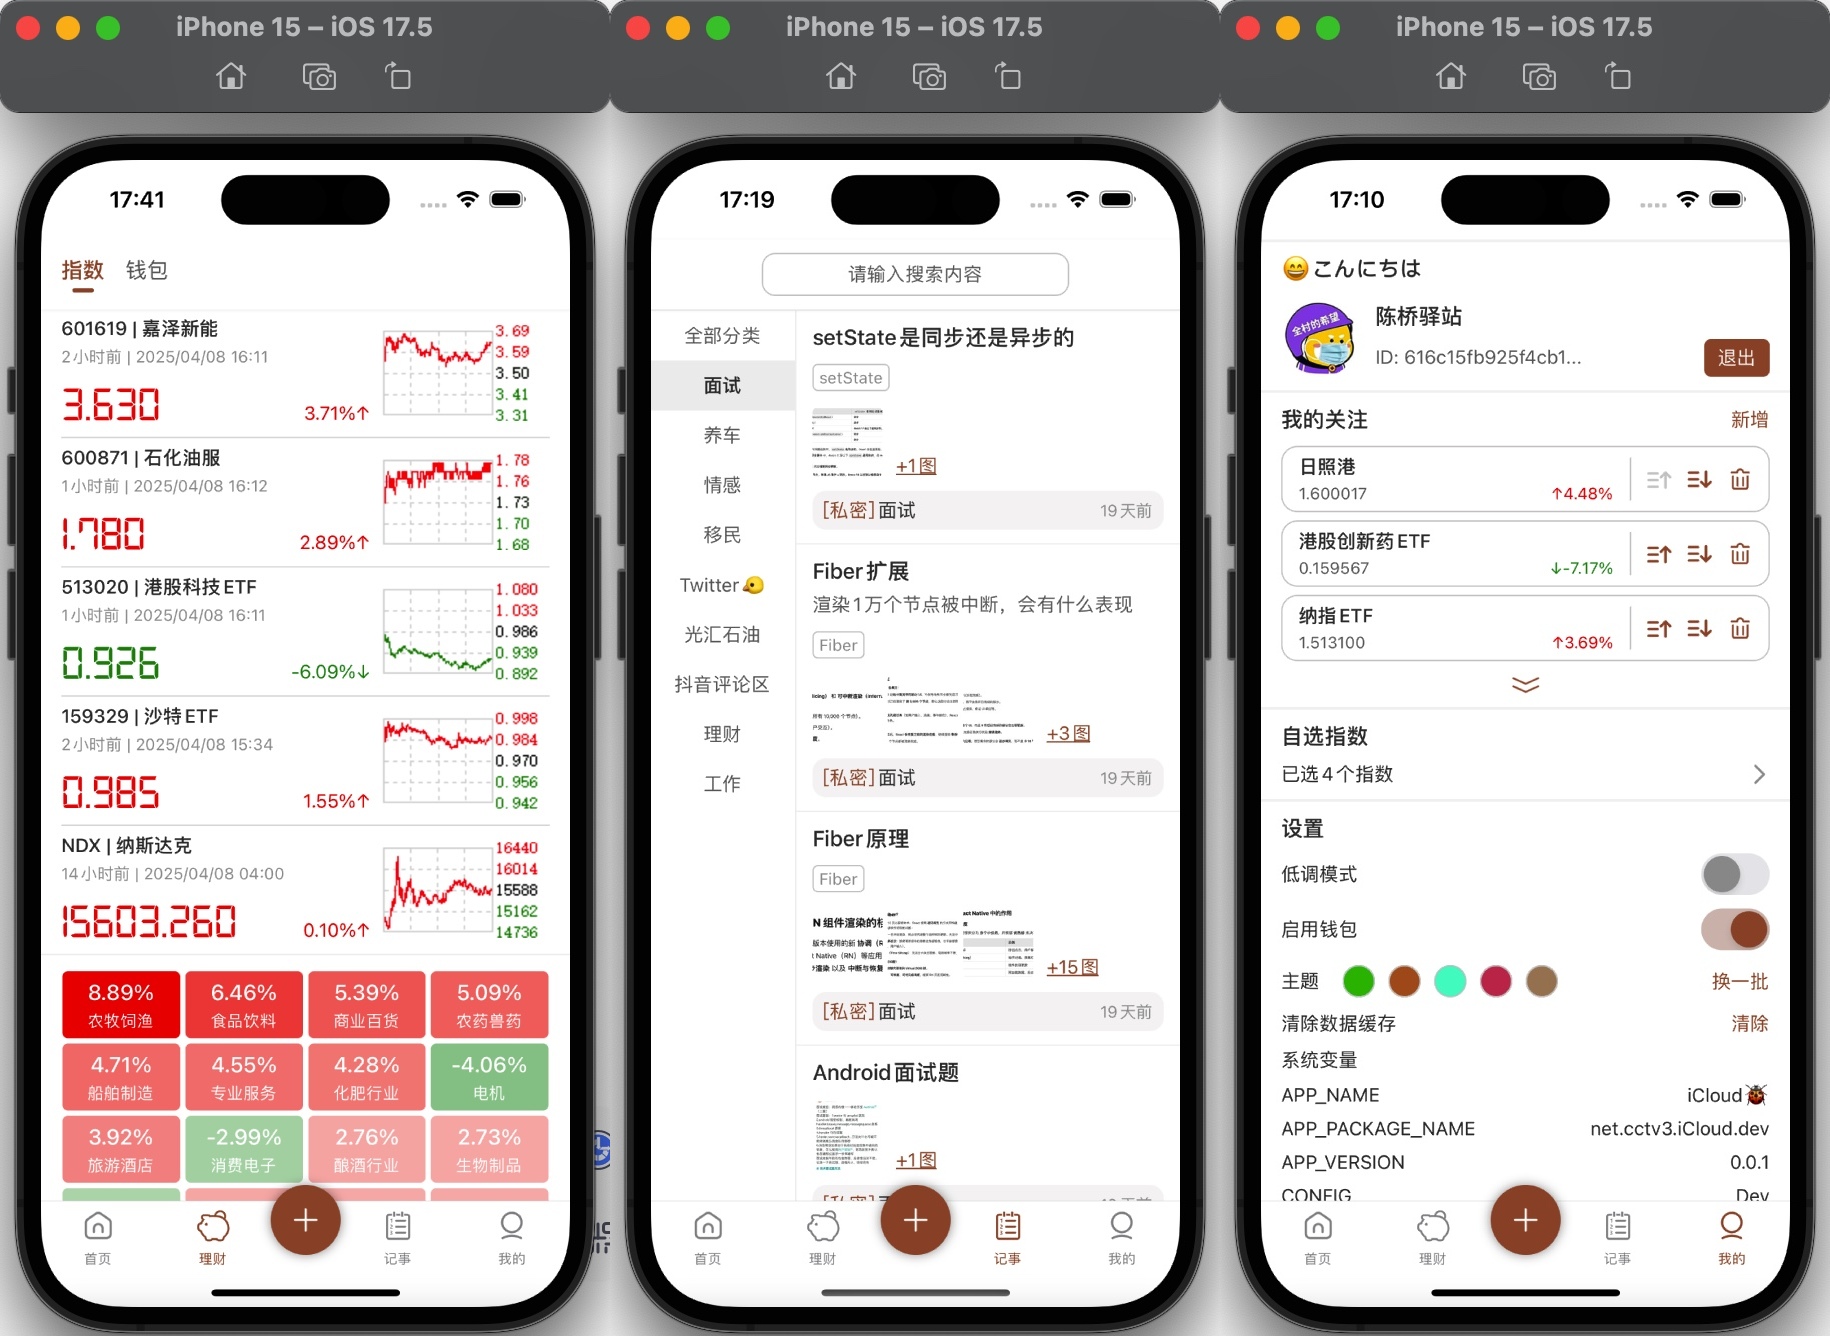 iPhone 15 – iOS 17.5
17:41
指数 钱包
601619 | 嘉泽新能
2小时前 | 2025/04/08 16:11
3.630
3.71%↑
3.69
3.59
3.50
3.41
3.31
600871 | 石化油服
1小时前 | 2025/04/08 16:12
1.780
2.89%↑
1.78
1.76
1.73
1.70
1.68
513020 | 港股科技ETF
1小时前 | 2025/04/08 16:11
0.926
-6.09%↓
1.080
1.033
0.986
0.939
0.892
159329 | 沙特ETF
2小时前 | 2025/04/08 15:34
0.985
1.55%↑
0.998
0.984
0.970
0.956
0.942
NDX | 纳斯达克
14小时前 | 2025/04/08 04:00
15603.260
0.10%↑
16440
16014
15588
15162
14736
8.89% 6.46% 5.39% 5.09%
农牧饲渔 食品饮料 商业百货 农药兽药
4.71% 4.55% 4.28% -4.06%
船舶制造 专业服务 化肥行业 电机
3.92% -2.99% 2.76% 2.73%
旅游酒店 消费电子 酿酒行业 生物制品
首页 理财 记事 我的
iPhone 15 – iOS 17.5
17:19
请输入搜索内容
全部分类
面试
养车
情感
移民
Twitter
光汇石油
抖音评论区
理财
工作
setState是同步还是异步的
setState
+1图
[私密]面试 19天前
Fiber扩展
渲染1万个节点被中断，会有什么表现
Fiber
+3图
[私密]面试 19天前
Fiber原理
Fiber
N 组件渲染的
act Native 中的作用
+15图
[私密]面试 19天前
Android面试题
+1图
首页 理财 记事 我的
iPhone 15 – iOS 17.5
17:10
😄こんにちは
全村的希望
陈桥驿站
ID: 616c15fb925f4cb1...
退出
我的关注 新增
日照港
1.600017 ↑4.48%
港股创新药ETF
0.159567 ↓-7.17%
纳指ETF
1.513100 ↑3.69%
自选指数
已选4个指数
设置
低调模式
启用钱包
主题 换一批
清除数据缓存 清除
系统变量
APP_NAME iCloud🐞
APP_PACKAGE_NAME net.cctv3.iCloud.dev
APP_VERSION 0.0.1
CONFIG Dev
首页 理财 记事 我的